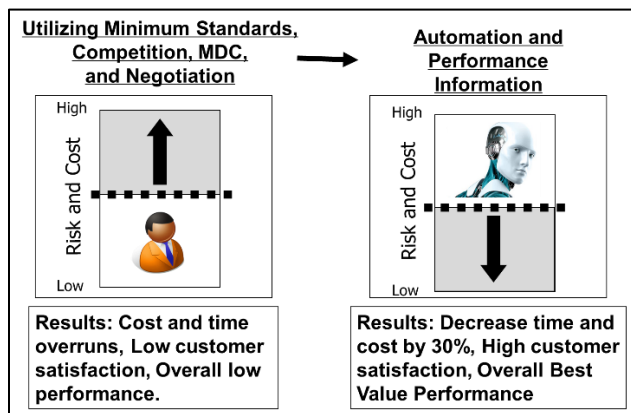 Utilizing Minimum Standards,
Competition, MDC,
and Negotiation
High
Risk and Cost
Low
Results: Cost and time
overruns, Low customer
satisfaction, Overall low
performance.
Automation and
Performance
Information
High
Risk and Cost
Low
Results: Decrease time and
cost by 30%, High customer
satisfaction, Overall Best
Value Performance